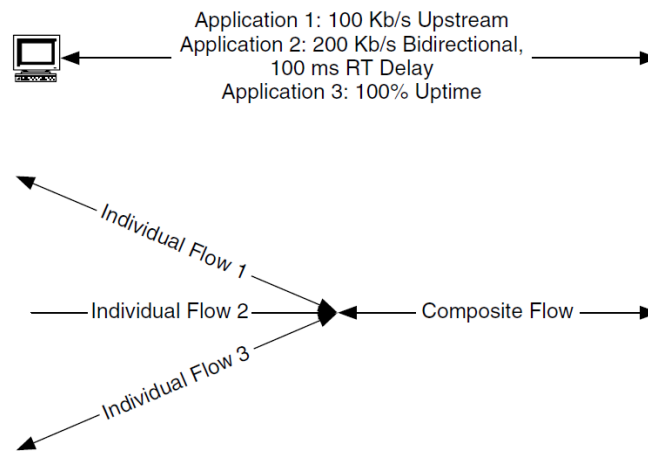 Application 1: 100 Kb/s Upstream
Application 2: 200 Kb/s Bidirectional,
100 ms RT Delay
Application 3: 100% Uptime
Individual Flow 1
Individual Flow 2
Composite Flow
Individual Flow 3